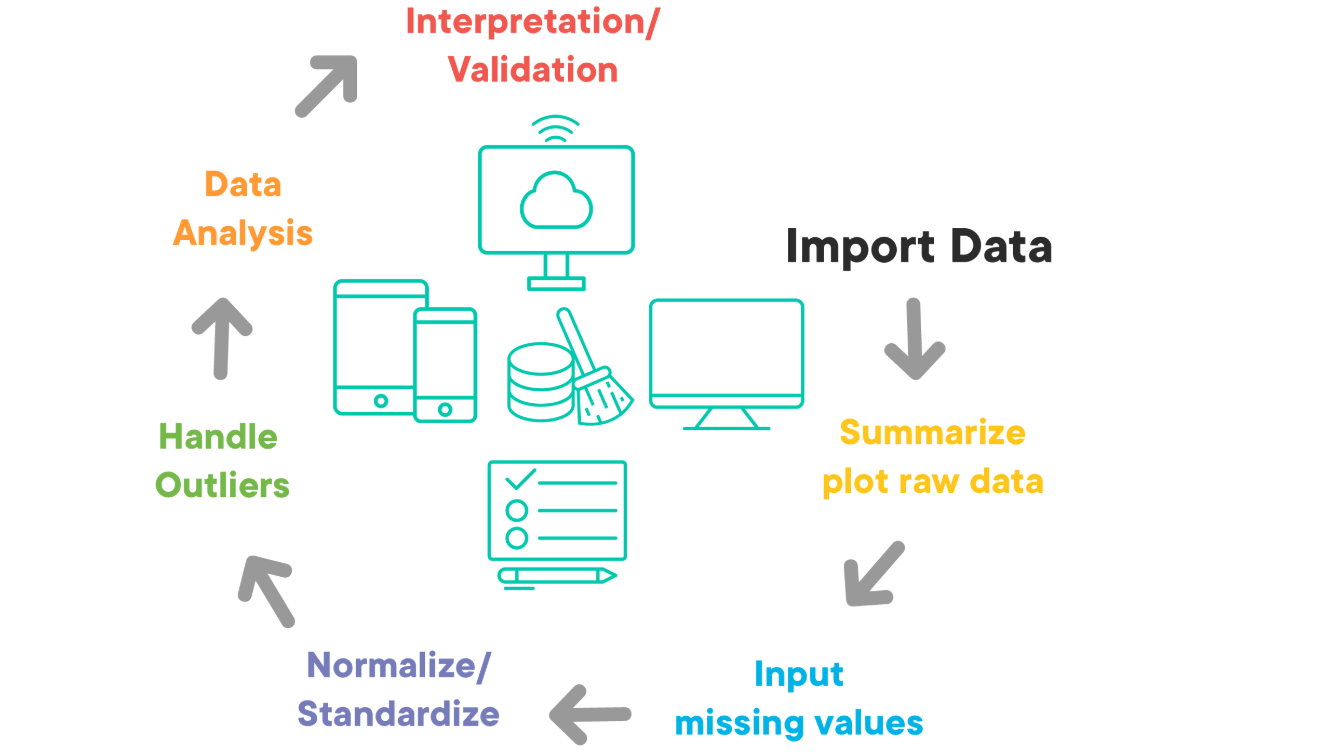 Interpretation/
Validation
Data
Analysis
Import Data
Handle
Outliers
Summarize
plot raw data
Normalize/
Standardize
Input
missing values